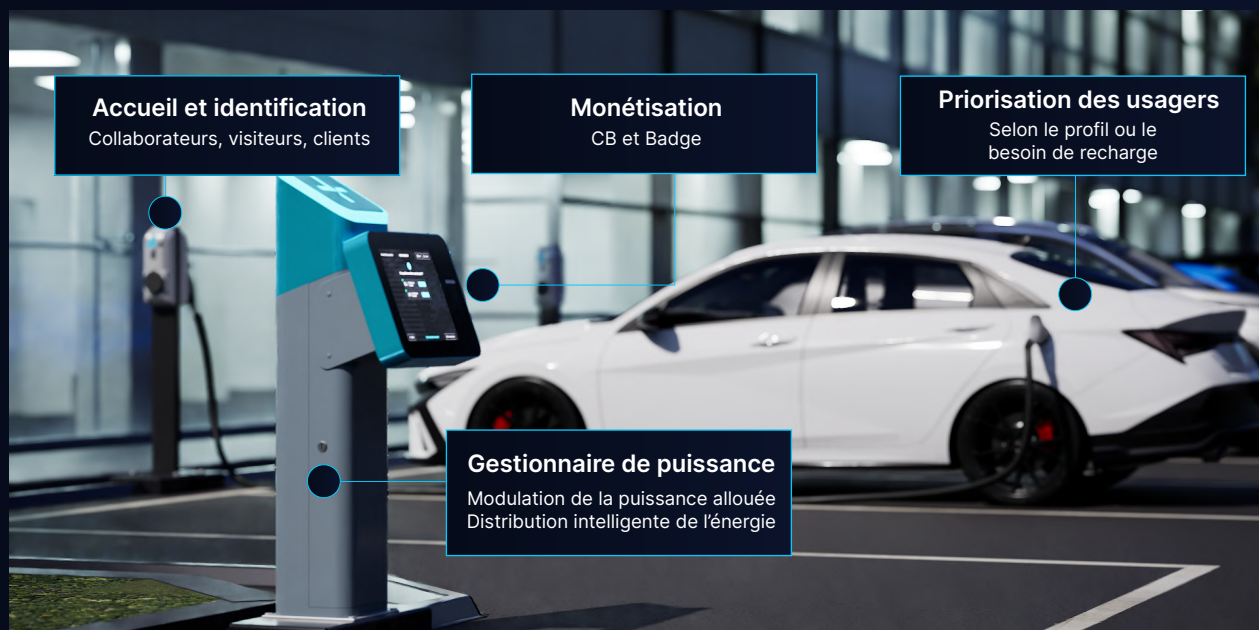 Accueil et identification
Collaborateurs, visiteurs, clients
Monétisation
CB et Badge
Priorisation des usagers
Selon le profil ou le
besoin de recharge
Gestionnaire de puissance
Modulation de la puissance allouée
Distribution intelligente de l’énergie